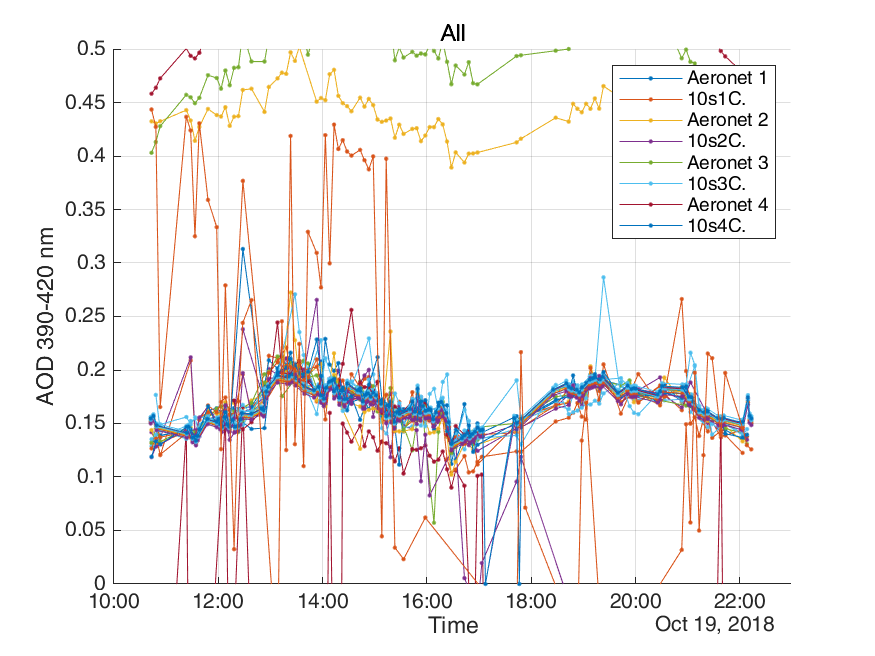 All
0.5
0.45
0.4
0.35
0.3
0.25
0.2
0.15
0.1
0.05
0
AOD 390-420 nm
Aeronet 1
10s1C.
Aeronet 2
10s2C.
Aeronet 3
10s3C.
Aeronet 4
10s4C.
10:00 12:00 14:00 16:00 18:00 20:00 22:00
Time
Oct 19, 2018